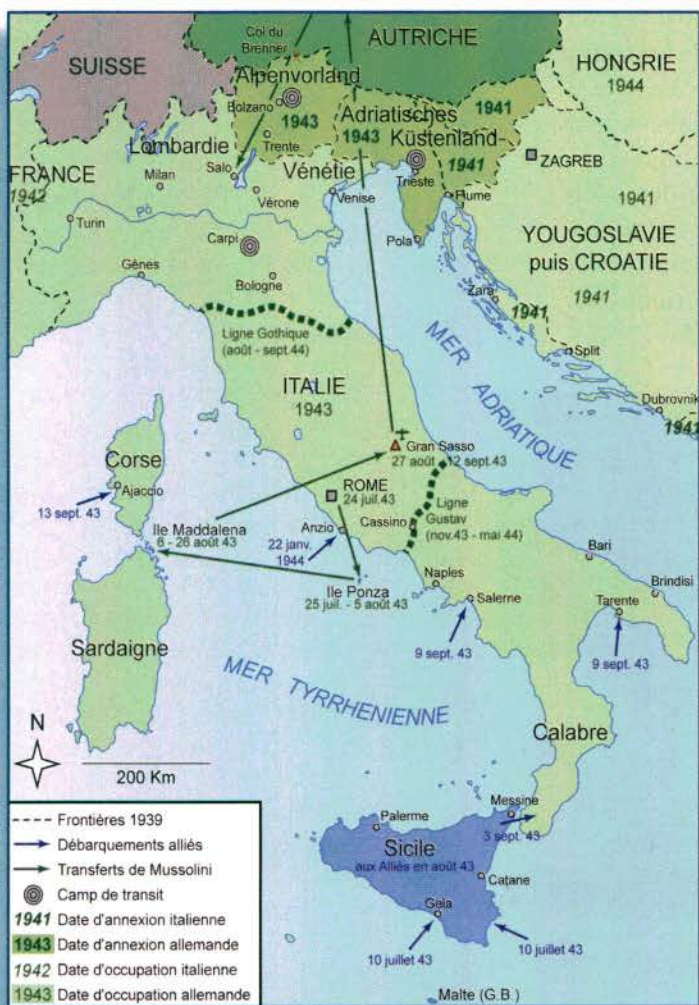 Col du
Brenner
AUTRICHE
SUISSE
HONGRIE
1944
Alpenvorland
Bolzano
1943
1943
1941
Adriatisches
Küstenland
1941
Trente
Lombardie
Salo
Milan
Vénétie
Trieste
ZAGREB
FRANCE
1942
Vérone
Venise
Fiume
1941
Turin
Pô
Carpi
Pola
YOUGOSLAVIE
puis CROATIE
1941
Gênes
Bologne
Zara
1941
Ligne Gothique
(août - sept.44)
MER ADRIATIQUE
Split
ITALIE
1943
Dubrovnik
1941
Gran Sasso
27 août - 12 sept.43
Corse
Ajaccio
13 sept. 43
ROME
24 juil.43
Ligne
Gustav
(nov.43 - mai 44)
Cassino
Ile Maddalena
6 - 26 août 43
Anzio
22 janv.
1944
Bari
Naples
Brindisi
Ile Ponza
25 juil. - 5 août 43
Salerne
Tarente
9 sept. 43
9 sept. 43
Sardaigne
MER TYRRHENIENNE
Calabre
N
200 Km
Messine
3 sept. 43
Palerme
Sicile
aux Alliés en août 43
Catane
Gela
10 juillet 43
10 juillet 43
Malte (G.B.)
Frontières 1939
Débarquements alliés
Transferts de Mussolini
Camp de transit
1941 Date d'annexion italienne
1943 Date d'annexion allemande
1942 Date d'occupation italienne
1943 Date d'occupation allemande